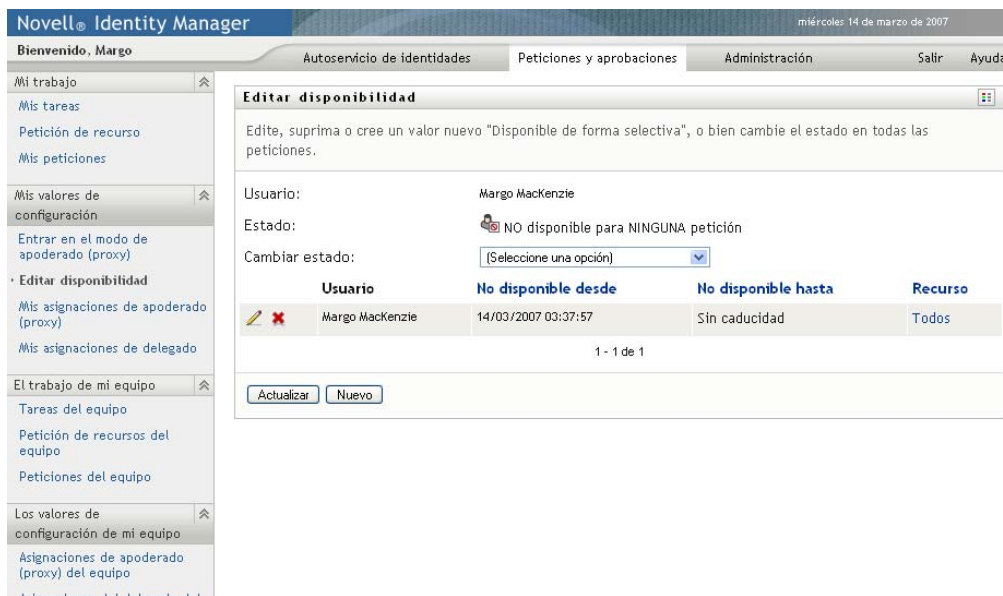 Novell® Identity Manager
miércoles 14 de marzo de 2007
Bienvenido, Margo
Autoservicio de identidades
Peticiones y aprobaciones
Administración
Salir
Ayuda
Mi trabajo
Mis tareas
Petición de recurso
Mis peticiones
Mis valores de
configuración
Entrar en el modo de
apoderado (proxy)
Editar disponibilidad
Mis asignaciones de apoderado
(proxy)
Mis asignaciones de delegado
El trabajo de mi equipo
Tareas del equipo
Petición de recursos del
equipo
Peticiones del equipo
Los valores de
configuración de mi equipo
Asignaciones de apoderado
(proxy) del equipo
Editar disponibilidad
Edite, suprima o cree un valor nuevo "Disponible de forma selectiva", o bien cambie el estado en todas las
peticiones.
Usuario: Margo MacKenzie
Estado: NO disponible para NINGUNA petición
Cambiar estado: (Seleccione una opción)
Usuario No disponible desde No disponible hasta Recurso
Margo MacKenzie 14/03/2007 03:37:57 Sin caducidad Todos
1 - 1 de 1
Actualizar Nuevo